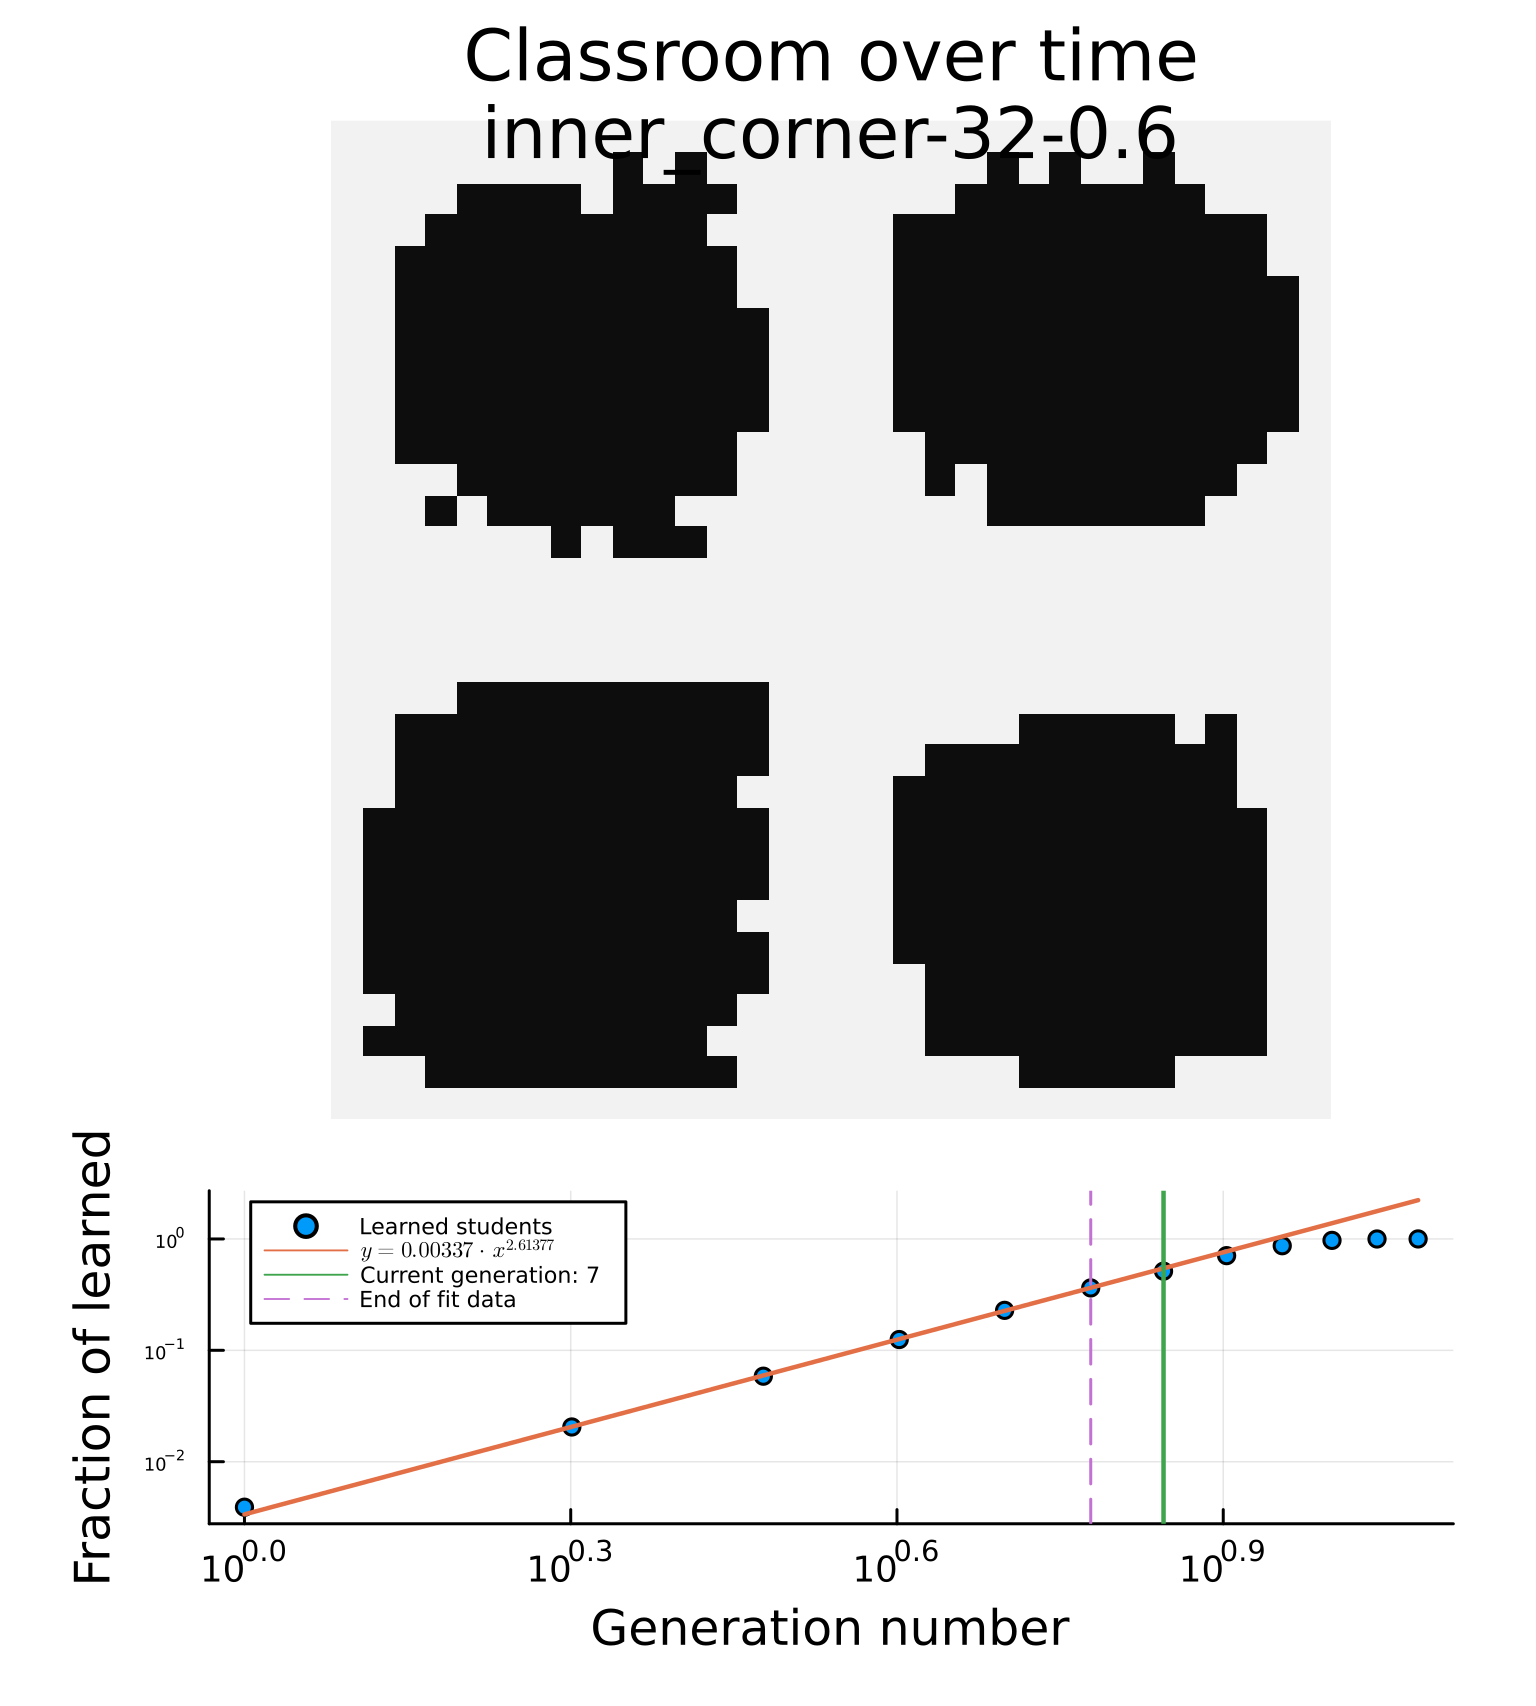 Classroom over time
inner_corner-32-0.6
Fraction of learned
10⁰
10⁻¹
10⁻²
Learned students
y = 0.00337 · x^2.61377
Current generation: 7
End of fit data
10^0.0
10^0.3
10^0.6
10^0.9
Generation number